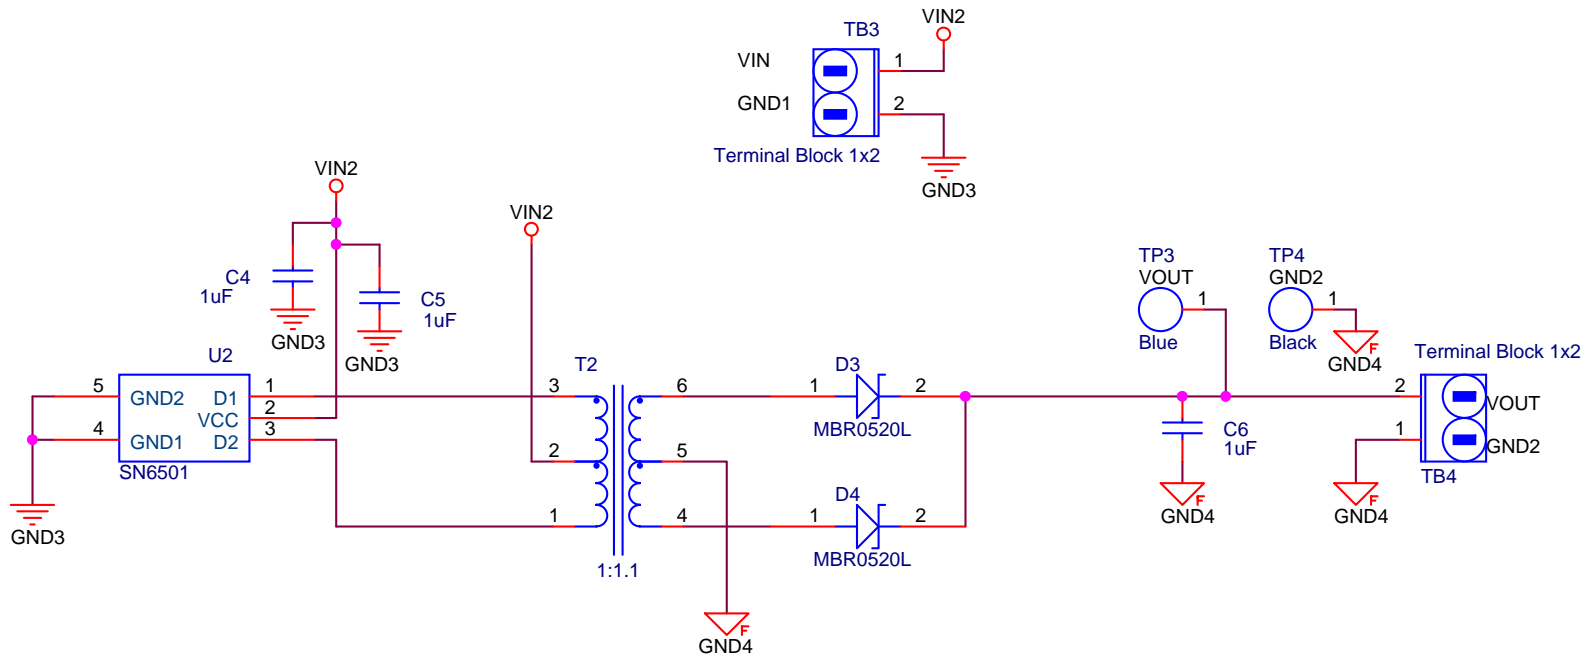 VIN2
TB3
VIN
1
GND1
2
Terminal Block 1x2
GND3
VIN2
VIN2
C4
1uF
C5
1uF
GND3
GND3
TP3
VOUT
1
Blue
TP4
GND2
1
Black
GND4
Terminal Block 1x2
U2
5
GND2
D1
1
VCC
2
4
GND1
D2
3
SN6501
GND3
T2
3
6
2
5
1
4
1:1.1
GND4
D3
1
2
MBR0520L
D4
1
2
MBR0520L
C6
1uF
GND4
2
VOUT
1
GND2
TB4
GND4
F
F
F
F